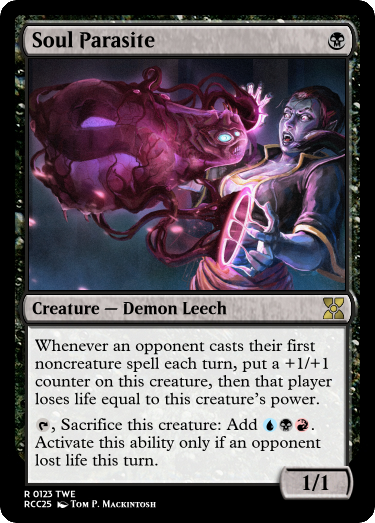 Soul Parasite
Creature — Demon Leech
Whenever an opponent casts their first
noncreature spell each turn, put a +1/+1
counter on this creature, then that player
loses life equal to this creature's power.
, Sacrifice this creature: Add .
Activate this ability only if an opponent
lost life this turn.
1/1
R 0123 TWE
RCC25 Tom P. Mackintosh